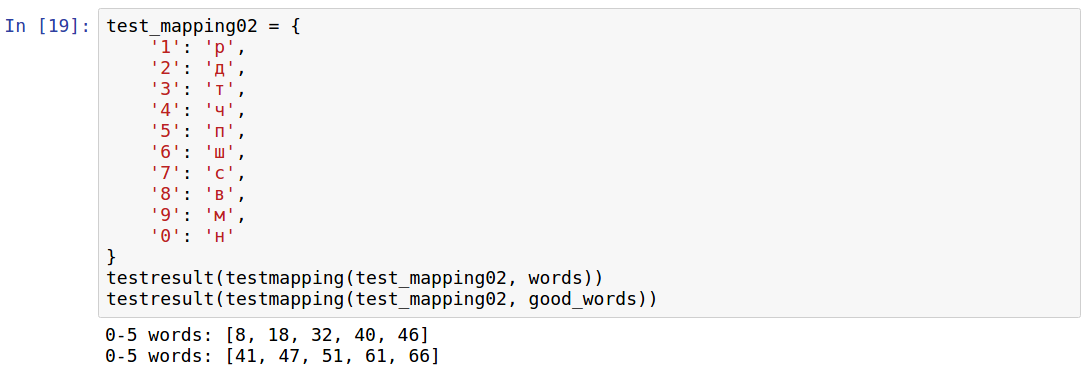 In [19]: test_mapping02 = {
'1': 'р',
'2': 'д',
'3': 'т',
'4': 'ч',
'5': 'п',
'6': 'ш',
'7': 'с',
'8': 'в',
'9': 'м',
'0': 'н'
}
testresult(testmapping(test_mapping02, words))
testresult(testmapping(test_mapping02, good_words))
0-5 words: [8, 18, 32, 40, 46]
0-5 words: [41, 47, 51, 61, 66]